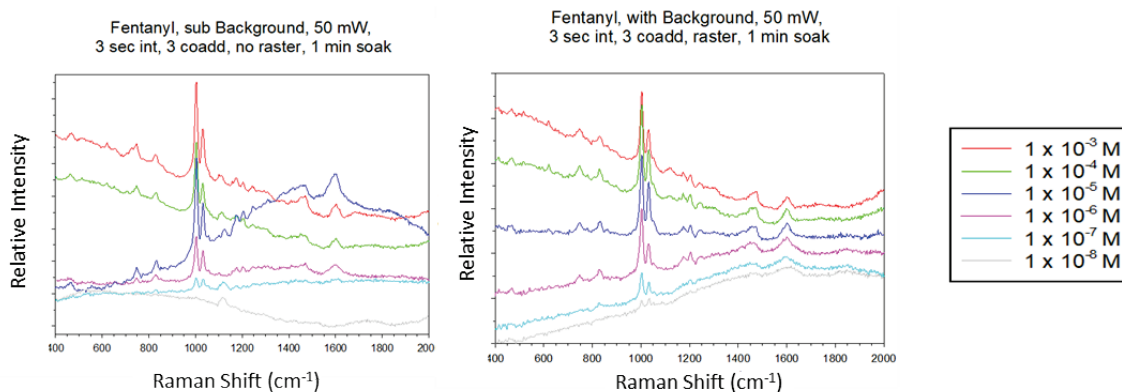 Fentanyl, sub Background, 50 mW,
3 sec int, 3 coadd, no raster, 1 min soak
Relative Intensity
400 600 800 1000 1200 1400 1600 1800 200
Raman Shift (cm⁻¹)
Fentanyl, with Background, 50 mW,
3 sec int, 3 coadd, raster, 1 min soak
Relative Intensity
400 600 800 1000 1200 1400 1600 1800 2000
Raman Shift (cm⁻¹)
1 x 10⁻³ M
1 x 10⁻⁴ M
1 x 10⁻⁵ M
1 x 10⁻⁶ M
1 x 10⁻⁷ M
1 x 10⁻⁸ M